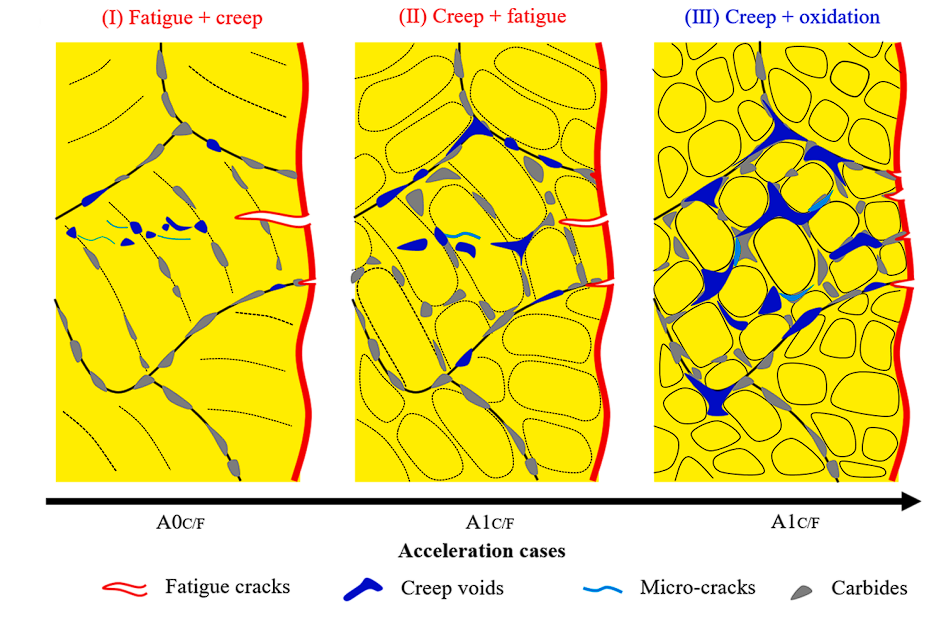 (I) Fatigue + creep
(II) Creep + fatigue
(III) Creep + oxidation
A0C/F
A1C/F
A1C/F
Acceleration cases
Fatigue cracks
Creep voids
Micro-cracks
Carbides